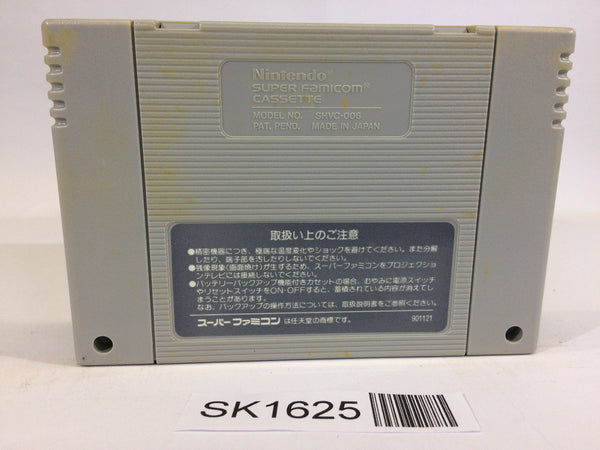 Nintendo®
SUPER FAMICOM®
CASSETTE
MODEL NO. SHVC-006
PAT. PEND. MADE IN JAPAN
取扱い上のご注意
●精密機器につき、極端な温度変化やショックを避けてください。また分解
したり、端子部を汚したりしないでください。
●残像現象(画面焼け)が生ずるため、スーパーファミコンをプロジェクショ
ンテレビには接続しないでください。
●バッテリーバックアップ機能付きカセットの場合、むやみに電源スイッチ
やリセットスイッチをON・OFFすると、蓄積されている内容が消えてし
まうことがあります。
なお、バックアップの操作方法については、取扱説明書をご参照ください。
スーパーファミコン は任天堂の商標です。 901121
SK1625